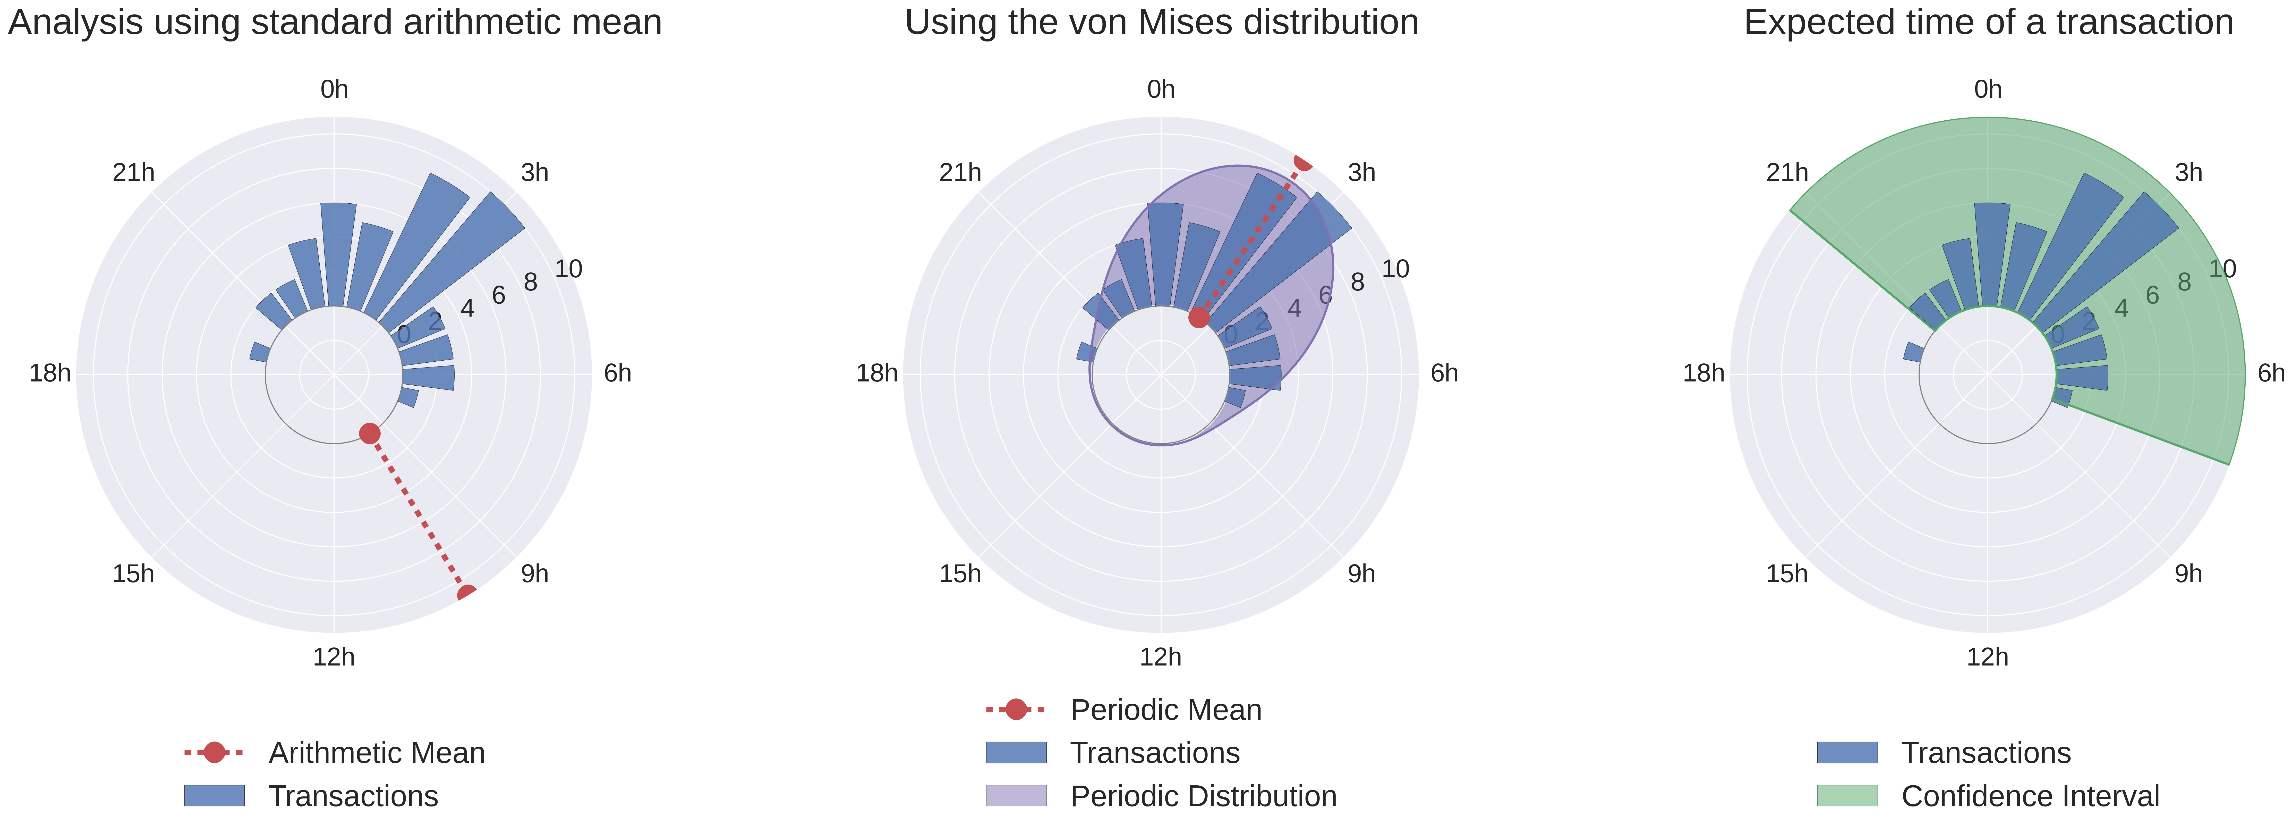 Analysis using standard arithmetic mean
0h
21h
3h
10
8
6
4
2
0
18h
6h
15h
9h
12h
Arithmetic Mean
Transactions
Using the von Mises distribution
0h
21h
3h
10
8
6
4
2
0
18h
6h
15h
9h
12h
Periodic Mean
Transactions
Periodic Distribution
Expected time of a transaction
0h
21h
3h
10
8
6
4
2
0
18h
6h
15h
9h
12h
Transactions
Confidence Interval